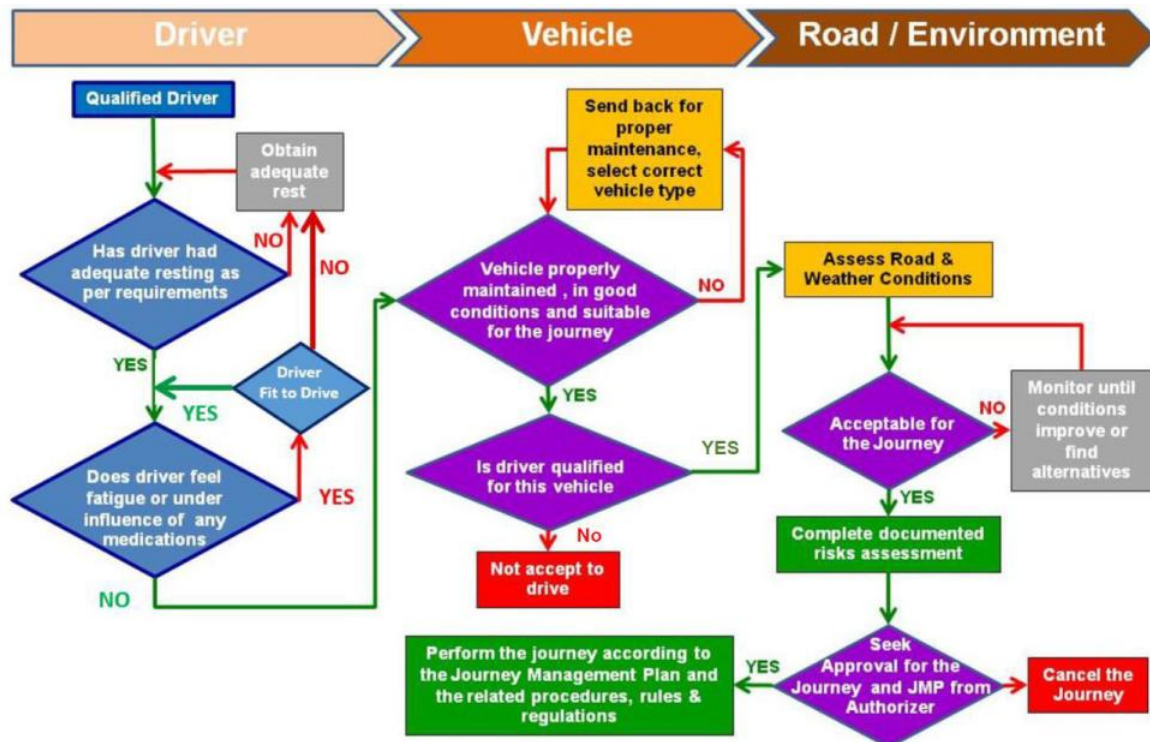 Driver
Vehicle
Road / Environment
Qualified Driver
Obtain
adequate
rest
Has driver had
adequate resting as
per requirements
NO
NO
YES
Driver
Fit to Drive
YES
Does driver feel
fatigue or under
influence of any
medications
YES
NO
Send back for
proper
maintenance,
select correct
vehicle type
Vehicle properly
maintained , in good
conditions and suitable
for the journey
NO
YES
Is driver qualified
for this vehicle
YES
No
Not accept to
drive
Assess Road &
Weather Conditions
Acceptable for
the Journey
NO
Monitor until
conditions
improve or
find
alternatives
YES
Complete documented
risks assessment
Seek
Approval for the
Journey and JMP from
Authorizer
YES
Perform the journey according to
the Journey Management Plan and
the related procedures, rules &
regulations
Cancel the
Journey